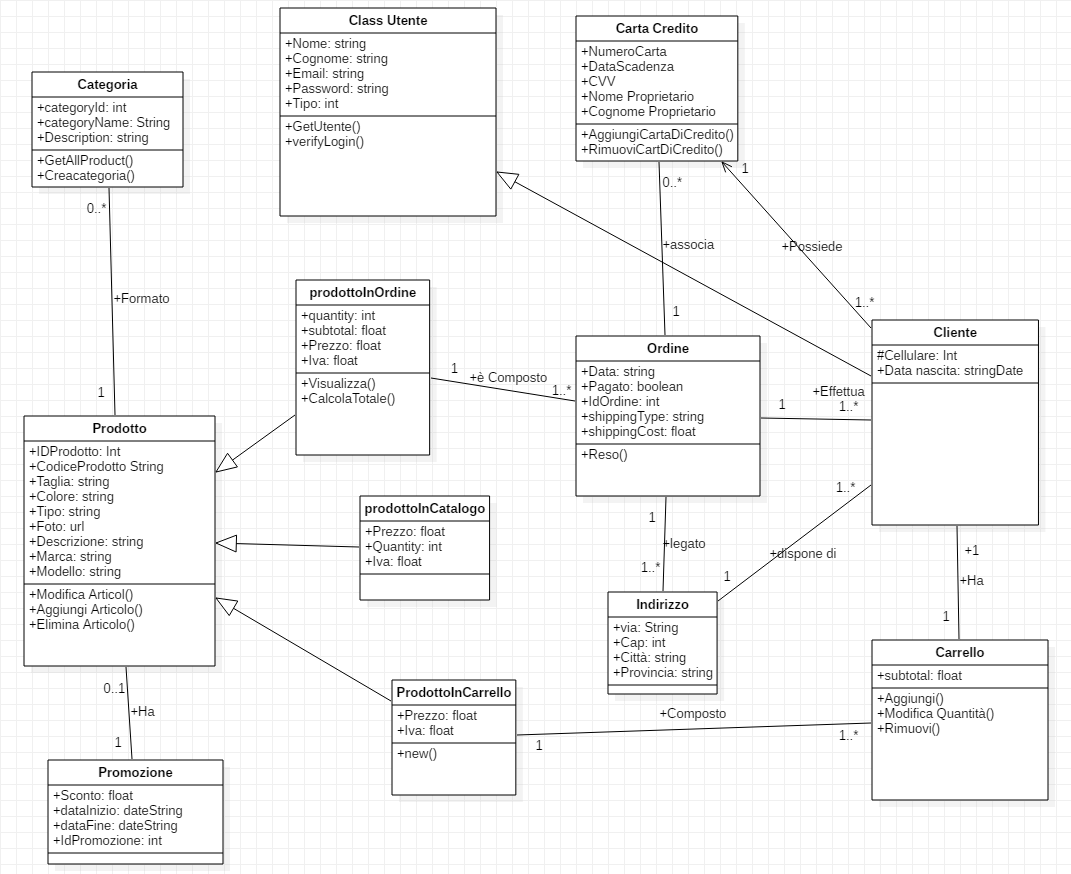 Class Utente
+Nome: string
+Cognome: string
+Email: string
+Password: string
+Tipo: int
+GetUtente()
+verifyLogin()
Carta Credito
+NumeroCarta
+DataScadenza
+CVV
+Nome Proprietario
+Cognome Proprietario
+AggiungiCartaDiCredito()
+RimuoviCartDiCredito()
Categoria
+categoryId: int
+categoryName: String
+Description: string
+GetAllProduct()
+Creacategoria()
0..*
+Formato
1
0..*
+associa
1
1
+Possiede
1..*
prodottoInOrdine
+quantity: int
+subtotal: float
+Prezzo: float
+Iva: float
+Visualizza()
+CalcolaTotale()
1
+è Composto
1..*
Ordine
+Data: string
+Pagato: boolean
+IdOrdine: int
+shippingType: string
+shippingCost: float
+Reso()
+Effettua
1
1..*
Cliente
#Cellulare: Int
+Data nascita: stringDate
Prodotto
+IDProdotto: Int
+CodiceProdotto String
+Taglia: string
+Colore: string
+Tipo: string
+Foto: url
+Descrizione: string
+Marca: string
+Modello: string
+Modifica Articol()
+Aggiungi Articolo()
+Elimina Articolo()
prodottoInCatalogo
+Prezzo: float
+Quantity: int
+Iva: float
1
+legato
1..*
1..*
+dispone di
1
+1
+Ha
1
Indirizzo
+via: String
+Cap: int
+Città: string
+Provincia: string
Carrello
+subtotal: float
+Aggiungi()
+Modifica Quantità()
+Rimuovi()
ProdottoInCarrello
+Prezzo: float
+Iva: float
+new()
+Composto
1
1..*
0..1
+Ha
1
Promozione
+Sconto: float
+dataInizio: dateString
+dataFine: dateString
+IdPromozione: int